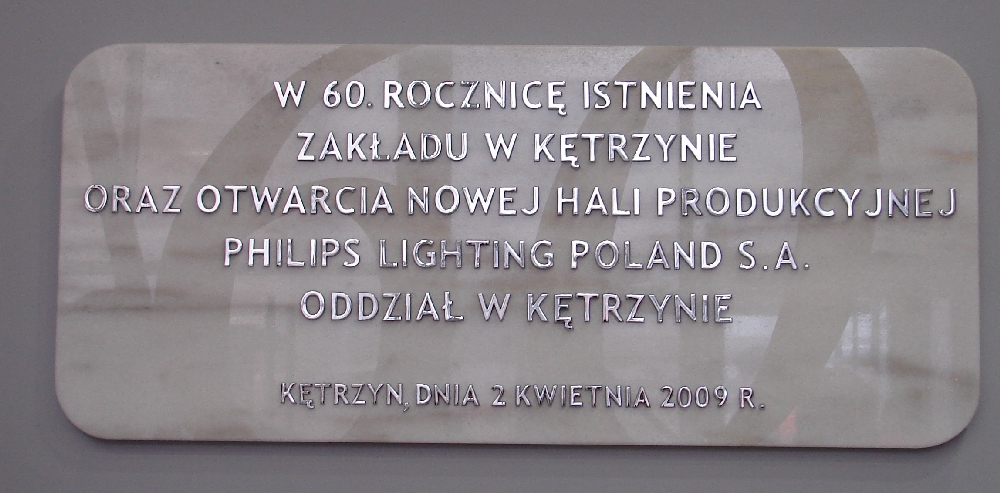 W 60. ROCZNICĘ ISTNIENIA
ZAKŁADU W KĘTRZYNIE
ORAZ OTWARCIA NOWEJ HALI PRODUKCYJNEJ
PHILIPS LIGHTING POLAND S.A.
ODDZIAŁ W KĘTRZYNIE
KĘTRZYN, DNIA 2 KWIETNIA 2009 R.